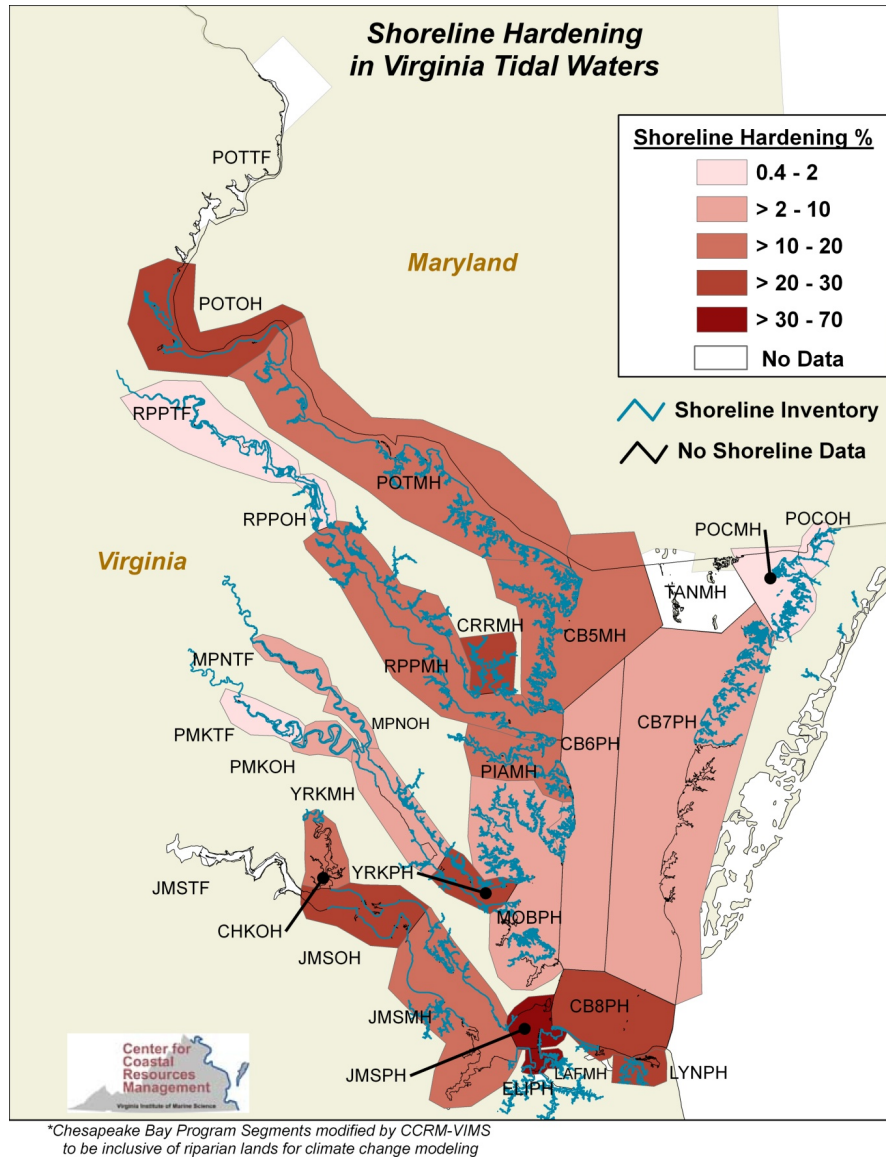 Shoreline Hardening
in Virginia Tidal Waters
Shoreline Hardening %
0.4 - 2
> 2 - 10
> 10 - 20
> 20 - 30
> 30 - 70
No Data
Shoreline Inventory
No Shoreline Data
POTTF
Maryland
POTOH
RPPTF
POTMH
RPPOH
POCOH
POCMH
Virginia
TANMH
CRRMH
CB5MH
MPNTF
RPPMH
MPNOH
PMKTF
CB7PH
CB6PH
PMKOH
PIAMH
YRKMH
YRKPH
JMSTF
MOBPH
CHKOH
JMSOH
CB8PH
JMSMH
JMSPH
LAFMH
LYNPH
ELIPH
Center for
Coastal
Resources
Management
Virginia Institute of Marine Science
*Chesapeake Bay Program Segments modified by CCRM-VIMS
to be inclusive of riparian lands for climate change modeling